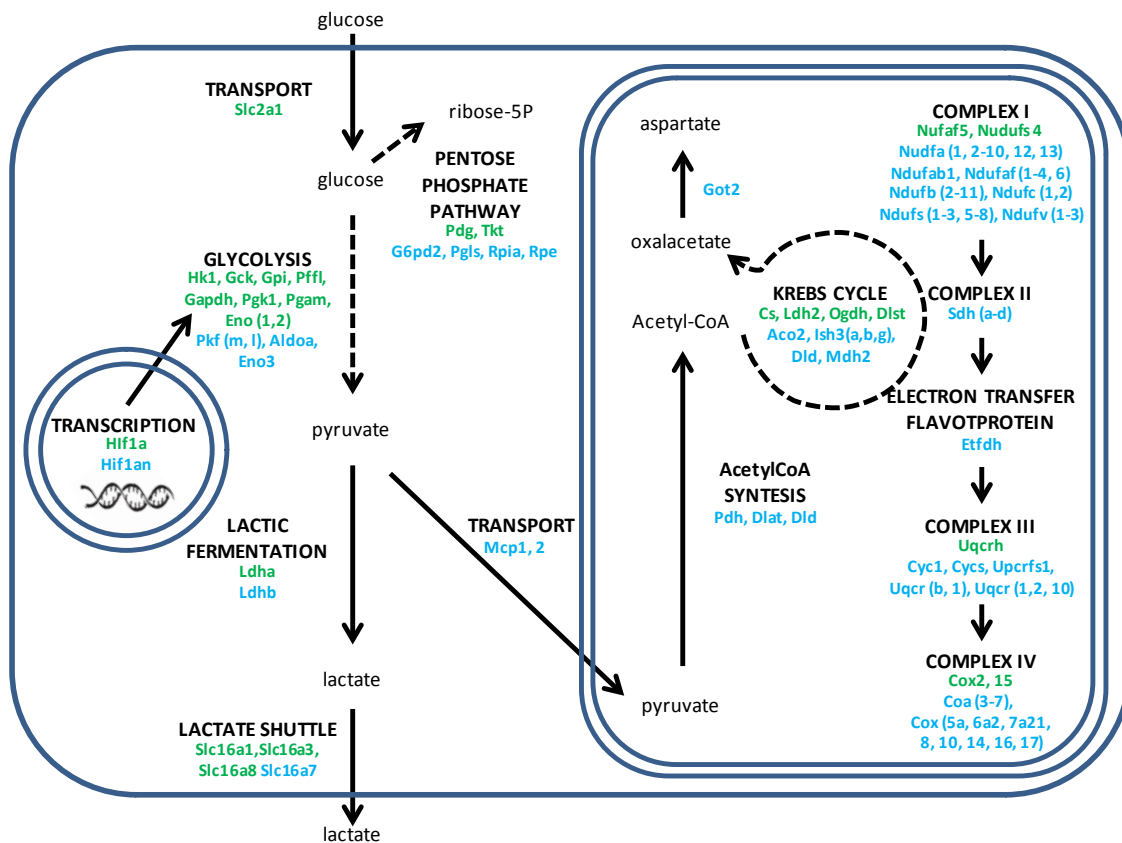 glucose
TRANSPORT
Slc2a1
ribose-5P
glucose
PENTOSE
PHOSPHATE
PATHWAY
Pdg, Tkt
G6pd2, Pgls, Rpia, Rpe
GLYCOLYSIS
Hk1, Gck, Gpi, Pffl,
Gapdh, Pgk1, Pgam,
Eno (1,2)
Pkf (m, l), Aldoa,
Eno3
TRANSCRIPTION
HIf1a
Hif1an
pyruvate
LACTIC
FERMENTATION
Ldha
Ldhb
TRANSPORT
Mcp1, 2
lactate
LACTATE SHUTTLE
Slc16a1,Slc16a3,
Slc16a8 Slc16a7
lactate
aspartate
Got2
oxalacetate
Acetyl-CoA
KREBS CYCLE
Cs, Ldh2, Ogdh, Dlst
Aco2, Ish3(a,b,g),
Dld, Mdh2
AcetylCoA
SYNTESIS
Pdh, Dlat, Dld
pyruvate
COMPLEX I
Nufaf5, Nudufs 4
Nudfa (1, 2-10, 12, 13)
Ndufab1, Ndufaf (1-4, 6)
Ndufb (2-11), Ndufc (1,2)
Ndufs (1-3, 5-8), Ndufv (1-3)
COMPLEX II
Sdh (a-d)
ELECTRON TRANSFER
FLAVOTPROTEIN
Etfdh
COMPLEX III
Uqcrh
Cyc1, Cycs, Upcrfs1,
Uqcr (b, 1), Uqcr (1,2, 10)
COMPLEX IV
Cox2, 15
Coa (3-7),
Cox (5a, 6a2, 7a21,
8, 10, 14, 16, 17)